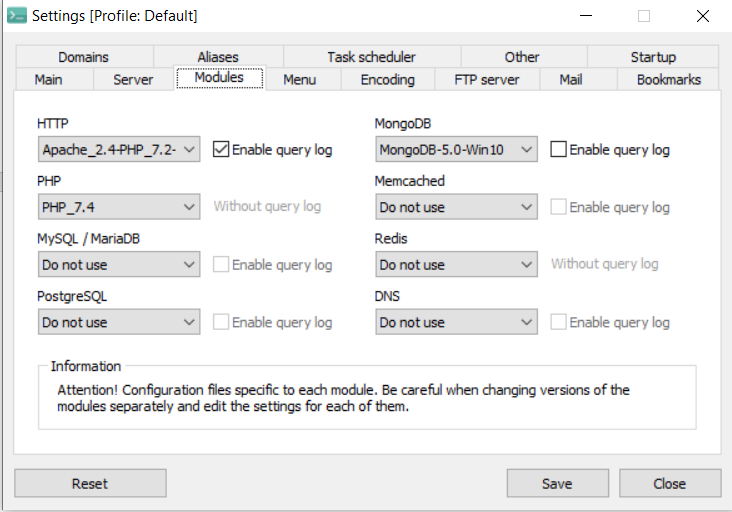 Settings [Profile: Default]
Domains Aliases Task scheduler Other Startup
Main Server Modules Menu Encoding FTP server Mail Bookmarks
HTTP
Apache_2.4-PHP_7.2- Enable query log
PHP
PHP_7.4 Without query log
MySQL / MariaDB
Do not use Enable query log
PostgreSQL
Do not use Enable query log
MongoDB
MongoDB-5.0-Win10 Enable query log
Memcached
Do not use Enable query log
Redis
Do not use Without query log
DNS
Do not use Enable query log
Information
Attention! Configuration files specific to each module. Be careful when changing versions of the
modules separately and edit the settings for each of them.
Reset Save Close